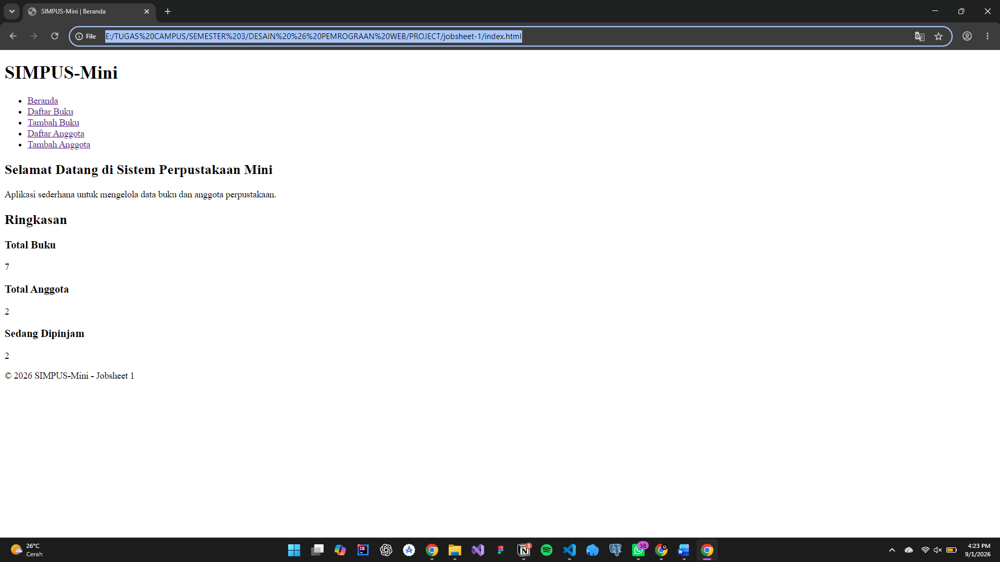 SIMPUS-Mini | Beranda
File
E:/TUGAS%20CAMPUS/SEMESTER%203/DESAIN%20%26%20PEMROGRAAN%20WEB/PROJECT/jobsheet-1/index.html
SIMPUS-Mini
Beranda
Daftar Buku
Tambah Buku
Daftar Anggota
Tambah Anggota
Selamat Datang di Sistem Perpustakaan Mini
Aplikasi sederhana untuk mengelola data buku dan anggota perpustakaan.
Ringkasan
Total Buku
7
Total Anggota
2
Sedang Dipinjam
2
© 2026 SIMPUS-Mini - Jobsheet 1
26°C
Cerah
IE
8
38
4:23 PM
9/1/2026